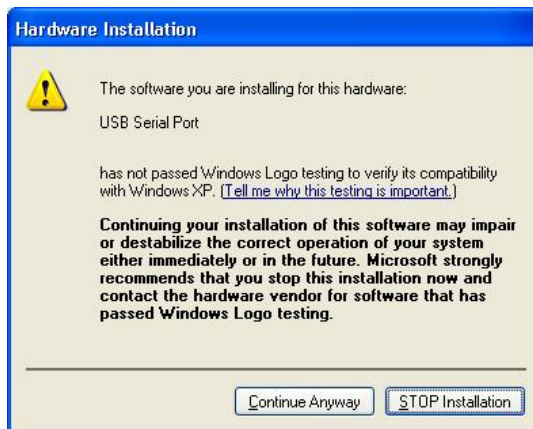 Hardware Installation
The software you are installing for this hardware:
USB Serial Port
has not passed Windows Logo testing to verify its compatibility
with Windows XP. (Tell me why this testing is important.)
Continuing your installation of this software may impair
or destabilize the correct operation of your system
either immediately or in the future. Microsoft strongly
recommends that you stop this installation now and
contact the hardware vendor for software that has
passed Windows Logo testing.
Continue Anyway STOP Installation